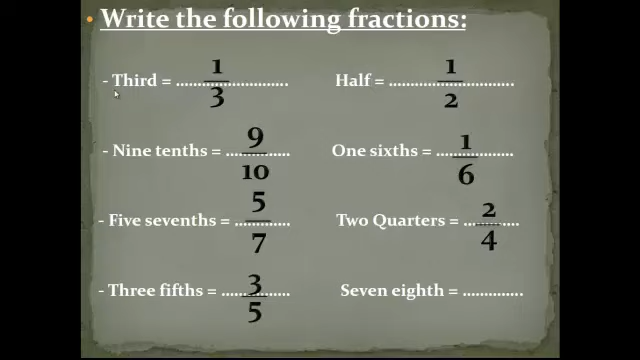 • Write the following fractions:
- Third = ............................ 1/3
Half = ............................... 1/2
- Nine tenths = ................ 9/10
One sixths = ................... 1/6
- Five sevenths = .............. 5/7
Two Quarters = .............. 2/4
- Three fifths = ................. 3/5
Seven eighth = ...............